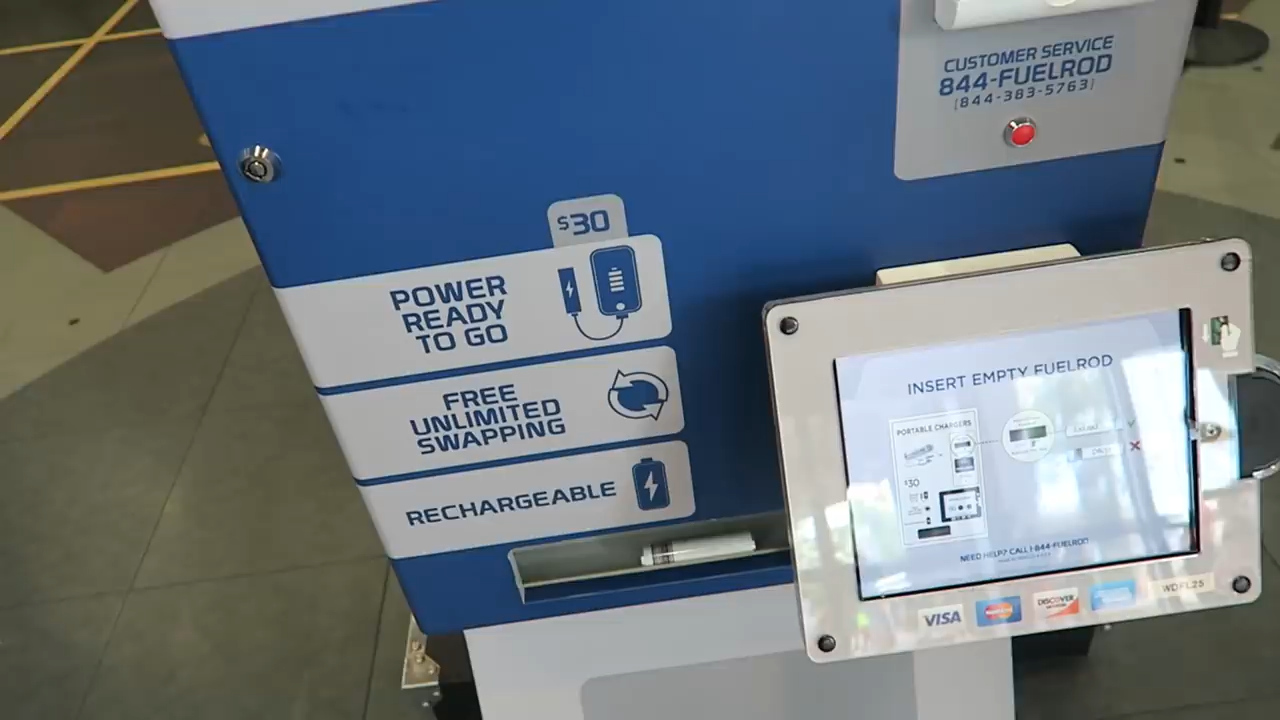 CUSTOMER SERVICE
844-FUELROD
(844-383-5763)
$30
POWER
READY
TO GO
FREE
UNLIMITED
SWAPPING
RECHARGEABLE
INSERT EMPTY FUELROD
PORTABLE CHARGERS
$30
NEED HELP? CALL 1-844-FUELROD
VISA
DISCOVER
WDFL25